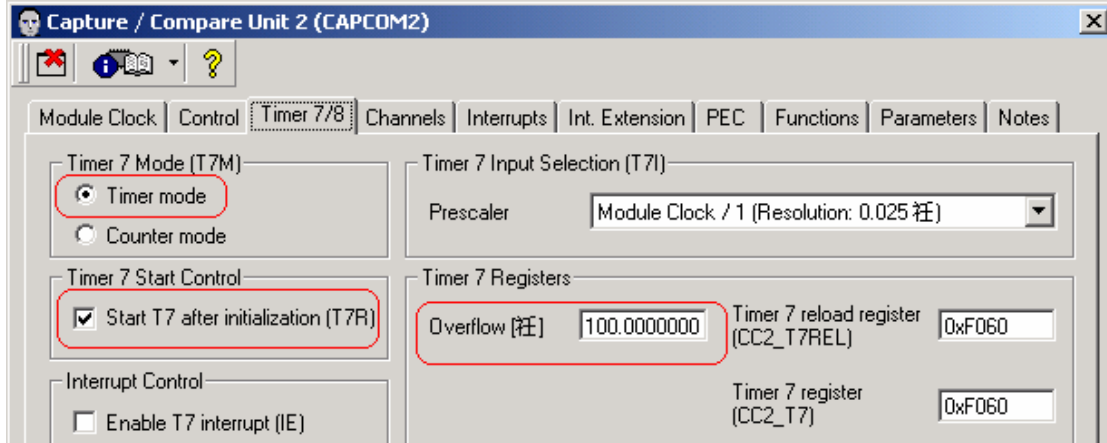 Capture / Compare Unit 2 (CAPCOM2)
Module Clock Control Timer 7/8 Channels Interrupts Int. Extension PEC Functions Parameters Notes
Timer 7 Mode (T7M)
Timer mode
Counter mode
Timer 7 Input Selection (T7I)
Prescaler Module Clock / 1 (Resolution: 0.025 祍)
Timer 7 Start Control
Start T7 after initialization (T7R)
Timer 7 Registers
Overflow [祍] 100.0000000
Timer 7 reload register
(CC2_T7REL) 0xF060
Timer 7 register
(CC2_T7) 0xF060
Interrupt Control
Enable T7 interrupt (IE)